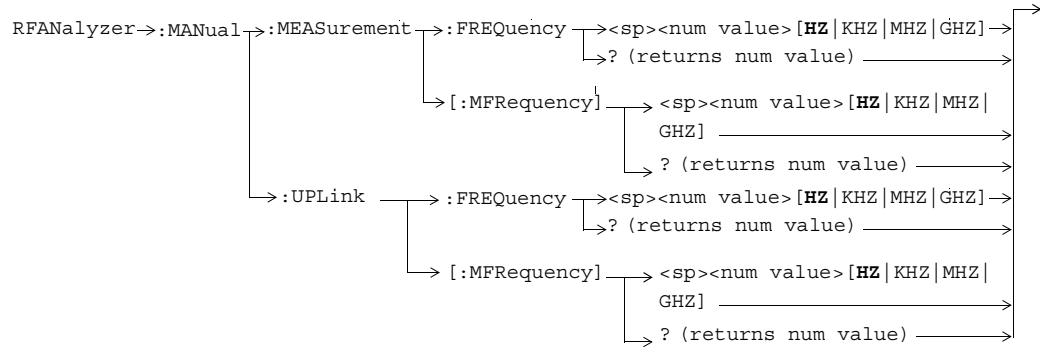 RFANalyzer :MANual :MEASurement :FREQuency <sp><num value>[HZ|KHZ|MHZ|GHZ]
? (returns num value)
[:MFRequency] <sp><num value>[HZ|KHZ|MHZ|
GHZ]
? (returns num value)
:UPLink :FREQuency <sp><num value>[HZ|KHZ|MHZ|GHZ]
? (returns num value)
[:MFRequency] <sp><num value>[HZ|KHZ|MHZ|
GHZ]
? (returns num value)